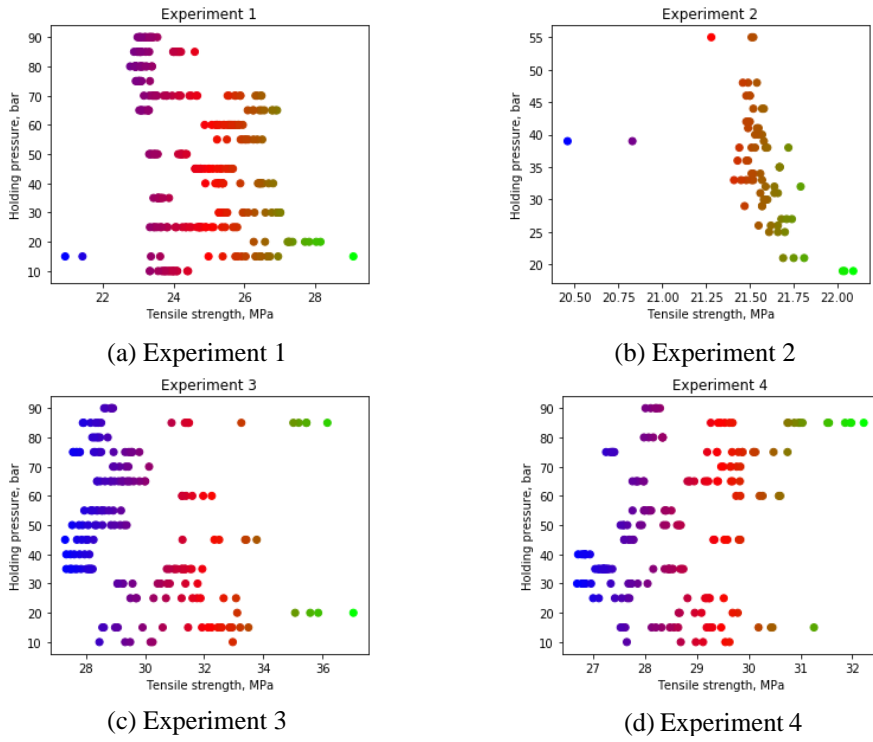 Experiment 1
Holding pressure, bar
90
80
70
60
50
40
30
20
10
22 24 26 28
Tensile strength, MPa
(a) Experiment 1
Experiment 2
Holding pressure, bar
55
50
45
40
35
30
25
20
20.50 20.75 21.00 21.25 21.50 21.75 22.00
Tensile strength, MPa
(b) Experiment 2
Experiment 3
Holding pressure, bar
90
80
70
60
50
40
30
20
10
28 30 32 34 36
Tensile strength, MPa
(c) Experiment 3
Experiment 4
Holding pressure, bar
90
80
70
60
50
40
30
20
10
27 28 29 30 31 32
Tensile strength, MPa
(d) Experiment 4